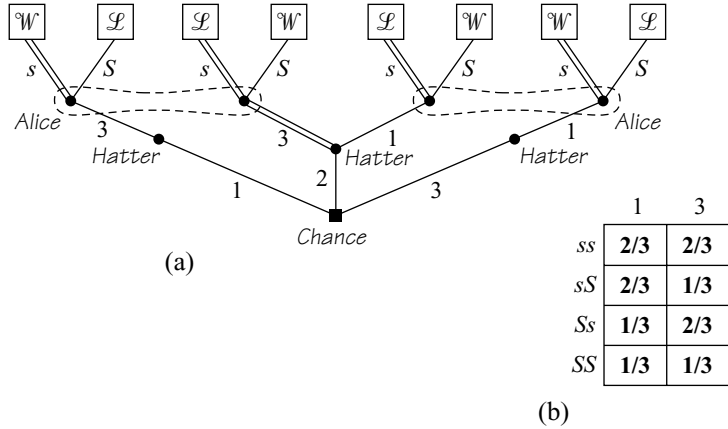 𝒲 ℒ ℒ 𝒲 ℒ 𝒲 𝒲 ℒ
s S s S s S s S
Alice 3 3 1 1 Alice
Hatter Hatter Hatter
1 2 3
Chance
(a)
1 3
ss 2/3 2/3
sS 2/3 1/3
Ss 1/3 2/3
SS 1/3 1/3
(b)